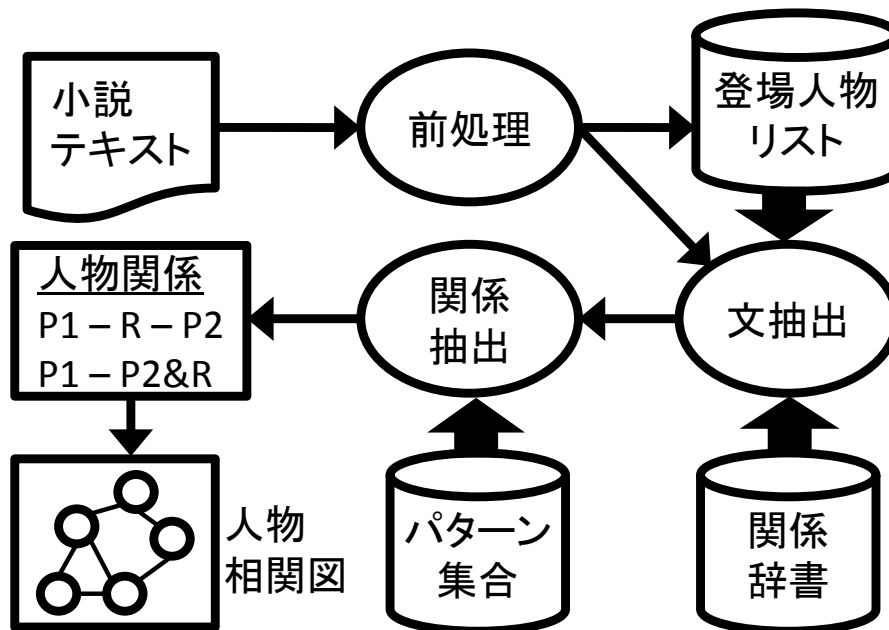 小説
テキスト
前処理
登場人物
リスト
人物関係
P1 – R – P2
P1 – P2&R
関係
抽出
文抽出
人物
相関図
パターン
集合
関係
辞書